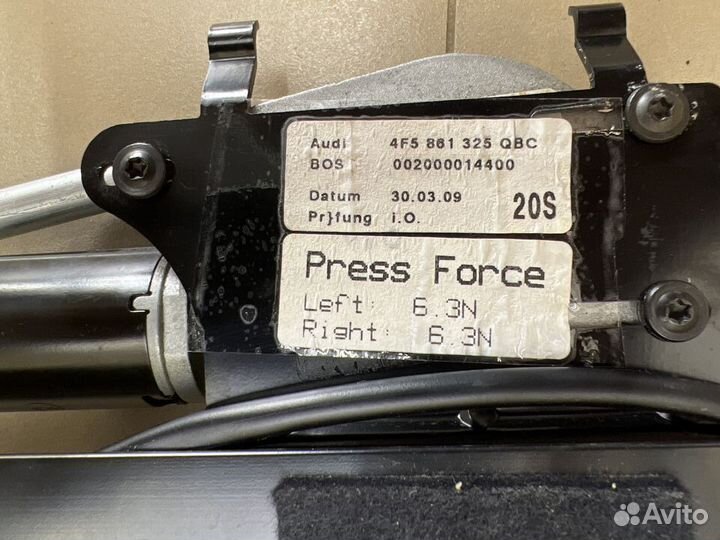 Audi 4F5 861 325 QBC
BOS 002000014400
Datum 30.03.09
Pr}fung i.O. 20S
Press Force
Left: 6.3N
Right: 6.3N
Avito